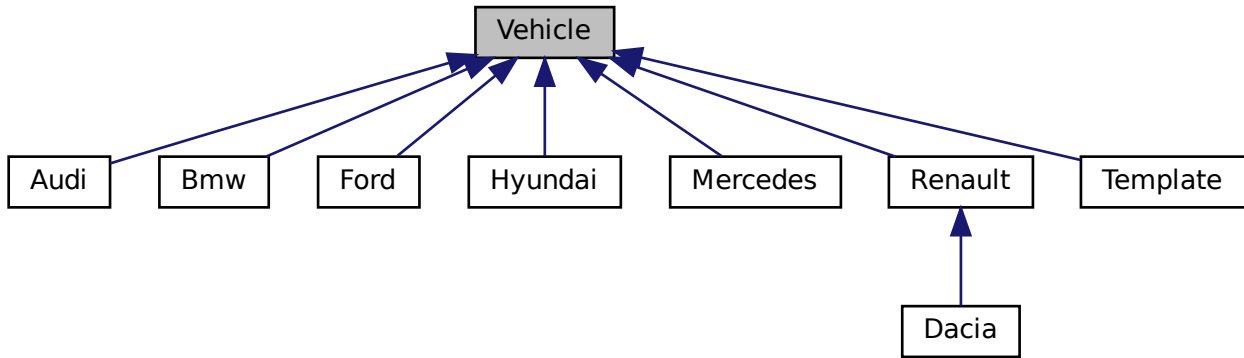 Vehicle
Audi
Bmw
Ford
Hyundai
Mercedes
Renault
Template
Dacia